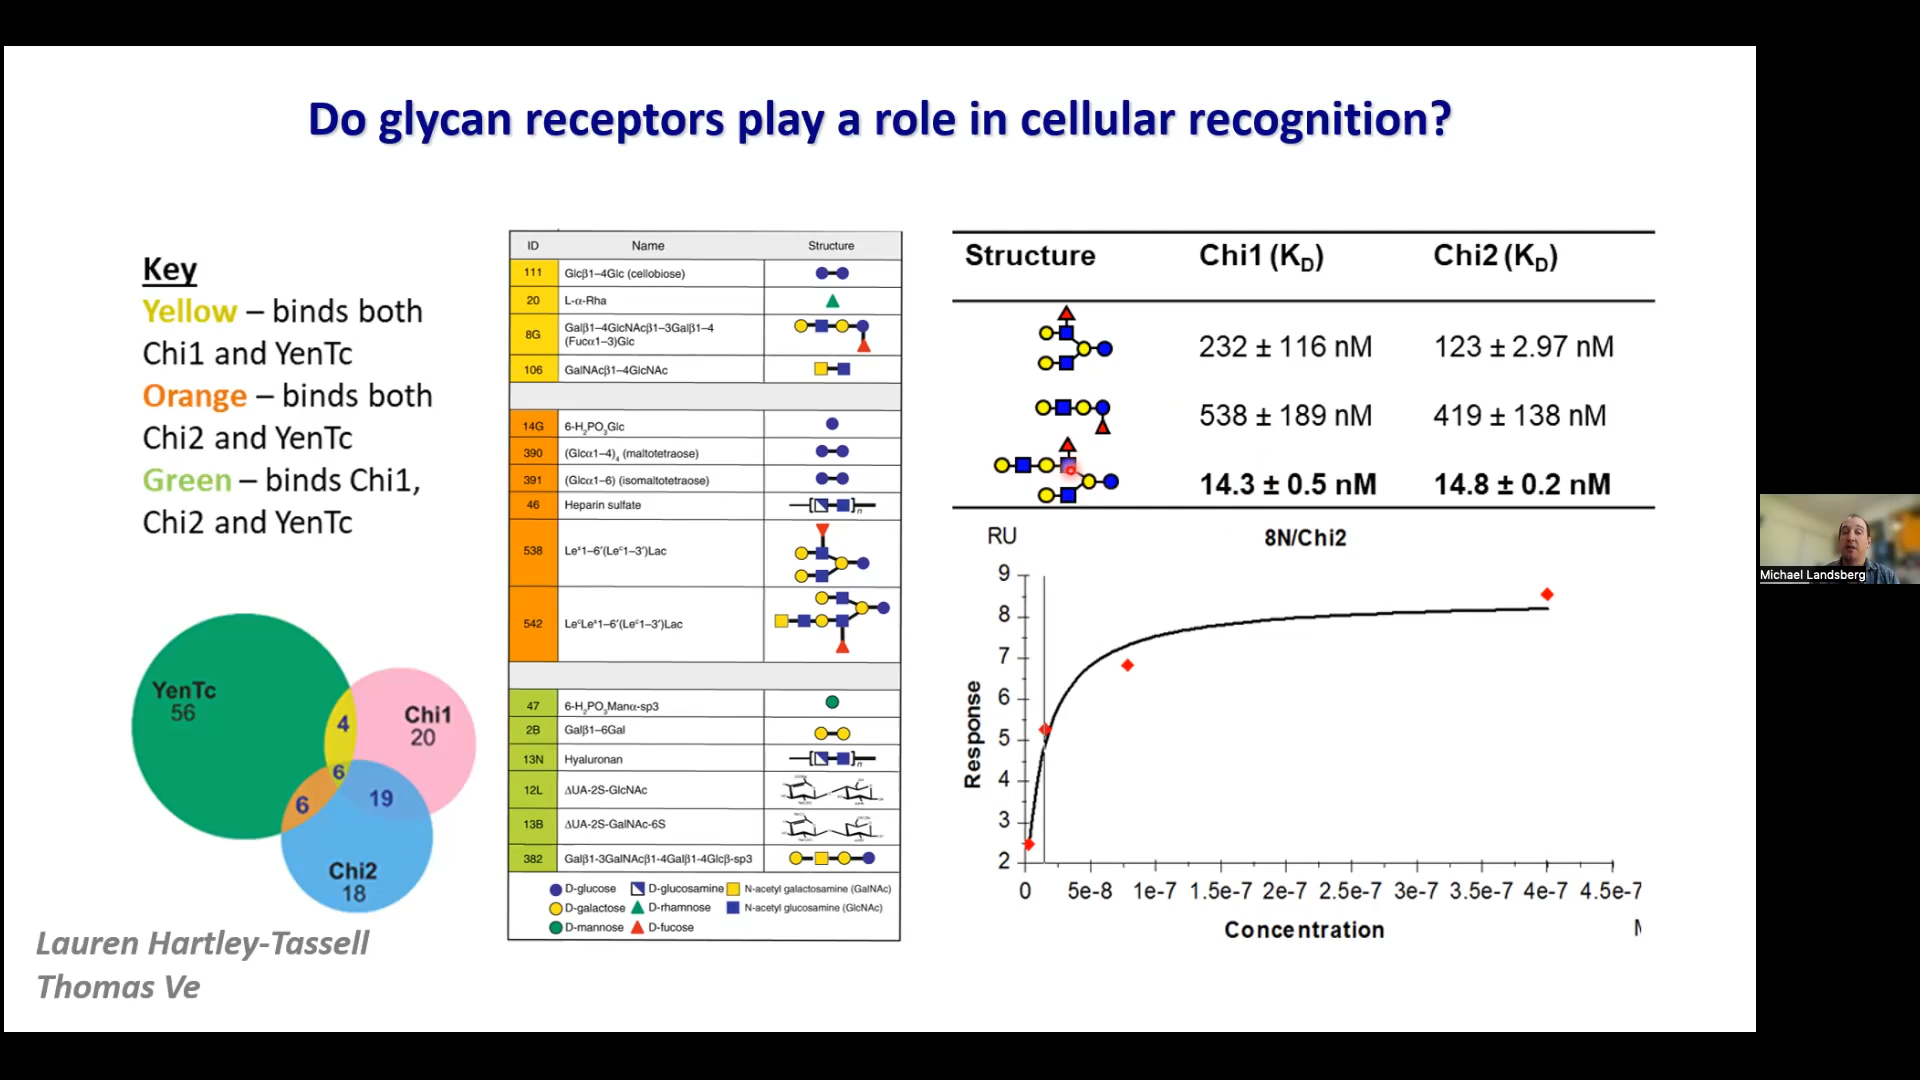 Do glycan receptors play a role in cellular recognition?
Key
Yellow – binds both
Chi1 and YenTc
Orange – binds both
Chi2 and YenTc
Green – binds Chi1,
Chi2 and YenTc
YenTc
56
4
Chi1
20
6
6
19
Chi2
18
Lauren Hartley-Tassell
Thomas Ve
ID Name Structure
111 Glcβ1–4Glc (cellobiose)
20 L-α-Rha
8G Galβ1–4GlcNAcβ1–3Galβ1–4
(Fucα1–3)Glc
106 GalNAcβ1–4GlcNAc
14G 6-H2PO3Glc
390 (Glcα1–4)4 (maltotetraose)
391 (Glcα1–6) (isomaltotetraose)
46 Heparin sulfate
n
538 Lex1–6'(Lec1–3')Lac
542 LecLex1–6'(Lec1–3')Lac
47 6-H2PO3Manα-sp3
2B Galβ1–6Gal
13N Hyaluronan
n
12L ΔUA-2S-GlcNAc
13B ΔUA-2S-GalNAc-6S
382 Galβ1-3GalNAcβ1-4Galβ1-4Glcβ-sp3
D-glucose D-glucosamine N-acetyl galactosamine (GalNAc)
D-galactose D-rhamnose N-acetyl glucosamine (GlcNAc)
D-mannose D-fucose
Structure Chi1 (KD) Chi2 (KD)
232 ± 116 nM 123 ± 2.97 nM
538 ± 189 nM 419 ± 138 nM
14.3 ± 0.5 nM 14.8 ± 0.2 nM
RU 8N/Chi2
9
8
7
6
5
4
3
2
Response
0 5e-8 1e-7 1.5e-7 2e-7 2.5e-7 3e-7 3.5e-7 4e-7 4.5e-7
Concentration
Michael Landsberg